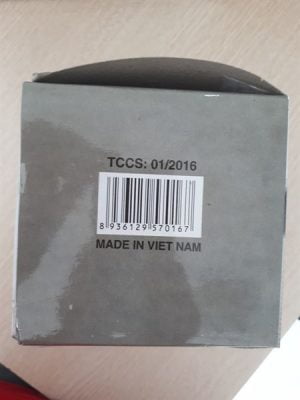 TCCS: 01/2016
8 936129 570167
MADE IN VIET NAM